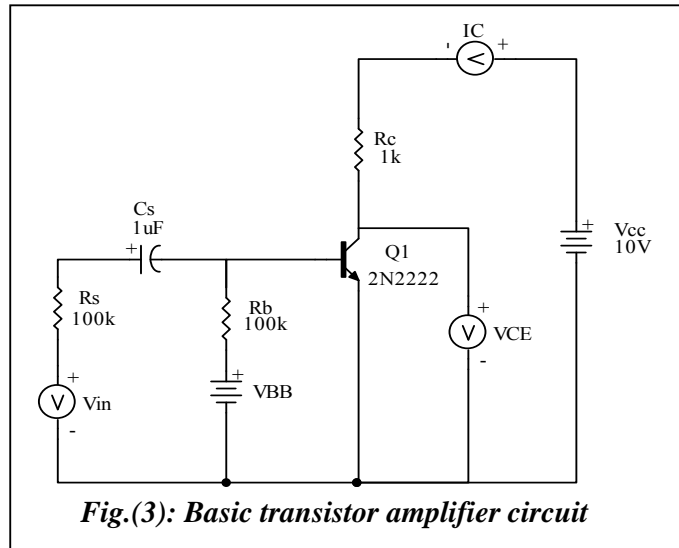 IC
' +
<
Rc
1k
Cs
1uF
+
Vcc
+
10V
Q1
2N2222
Rs
100k
Rb
100k
+
V
VCE
-
+
VBB
+
V
Vin
-
Fig.(3): Basic transistor amplifier circuit